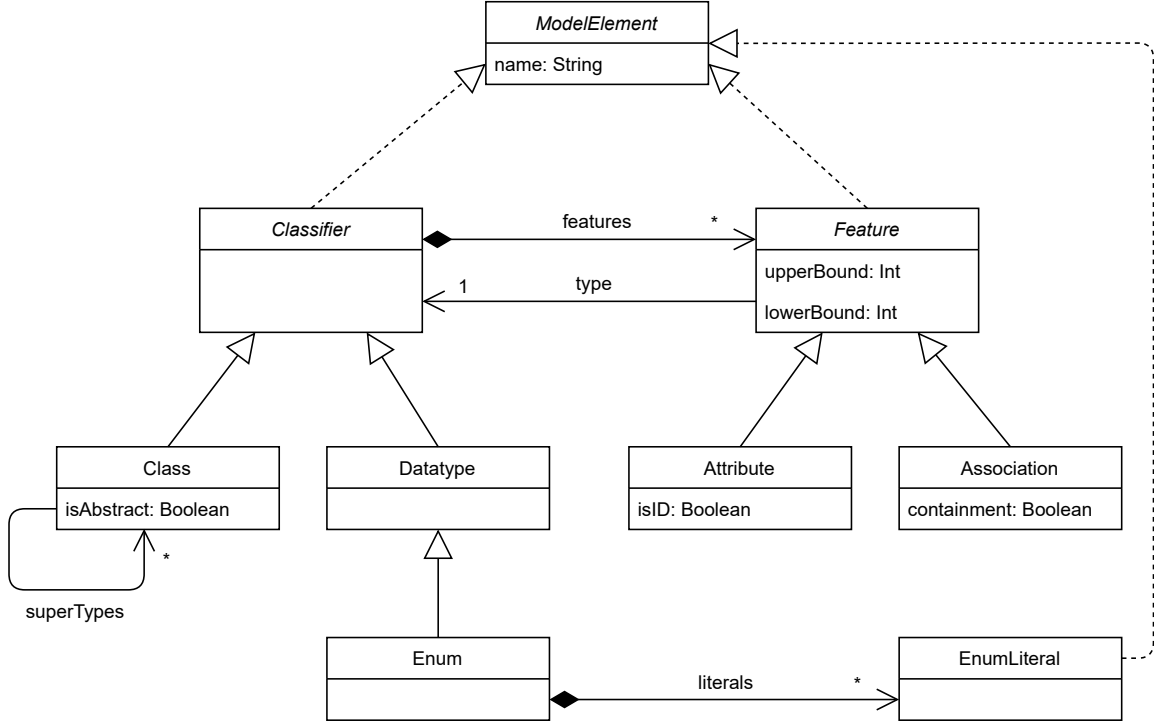 ModelElement
name: String
Classifier
features
*
Feature
upperBound: Int
1
type
lowerBound: Int
Class
isAbstract: Boolean
*
superTypes
Datatype
Attribute
isID: Boolean
Association
containment: Boolean
Enum
literals
*
EnumLiteral